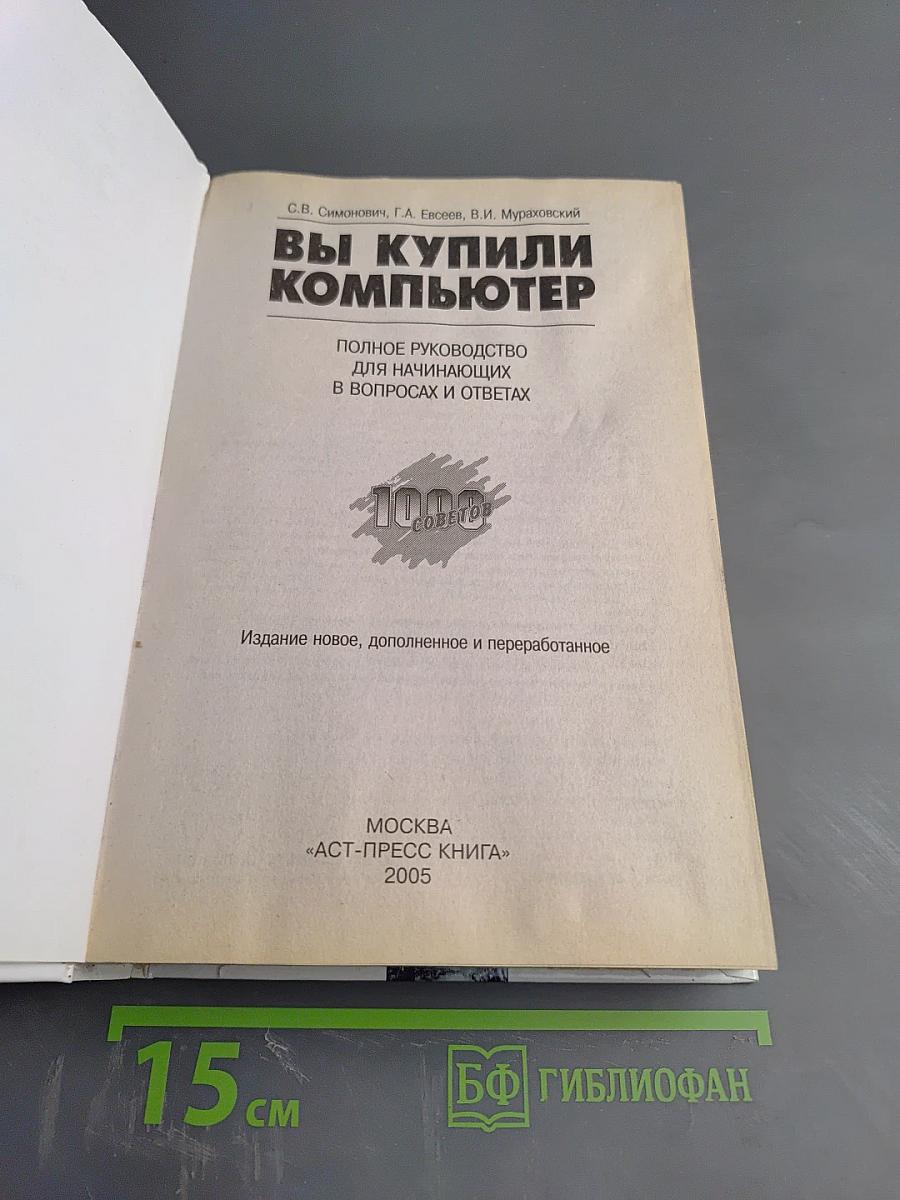 С.В. Симонович, Г.А. Евсеев, В.И. Мураховский
ВЫ КУПИЛИ
КОМПЬЮТЕР
ПОЛНОЕ РУКОВОДСТВО
ДЛЯ НАЧИНАЮЩИХ
В ВОПРОСАХ И ОТВЕТАХ
1000
СОВЕТОВ
Издание новое, дополненное и переработанное
МОСКВА
«АСТ-ПРЕСС КНИГА»
2005
15 см
БФ ГИБЛИОФАН